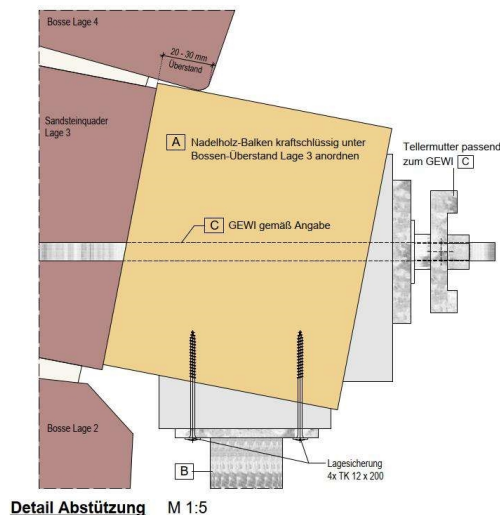 Bosse Lage 4
20 - 30 mm
Überstand
Sandsteinquader
Lage 3
A Nadelholz-Balken kraftschlüssig unter
Bossen-Überstand Lage 3 anordnen
Tellermutter passend
zum GEWI C
C GEWI gemäß Angabe
Bosse Lage 2
B
Lagesicherung
4x TK 12 x 200
Detail Abstützung M 1:5